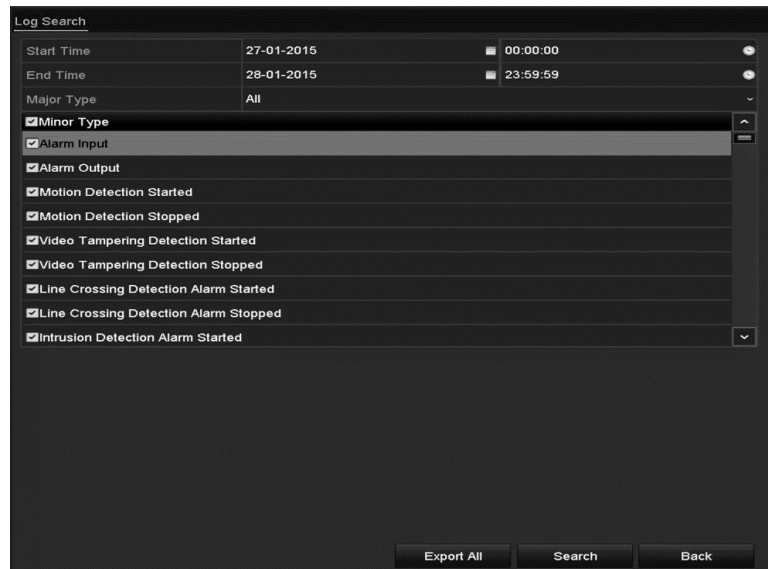 Log Search
Start Time 27-01-2015 00:00:00
End Time 28-01-2015 23:59:59
Major Type All
Minor Type
Alarm Input
Alarm Output
Motion Detection Started
Motion Detection Stopped
Video Tampering Detection Started
Video Tampering Detection Stopped
Line Crossing Detection Alarm Started
Line Crossing Detection Alarm Stopped
Intrusion Detection Alarm Started
Export All Search Back